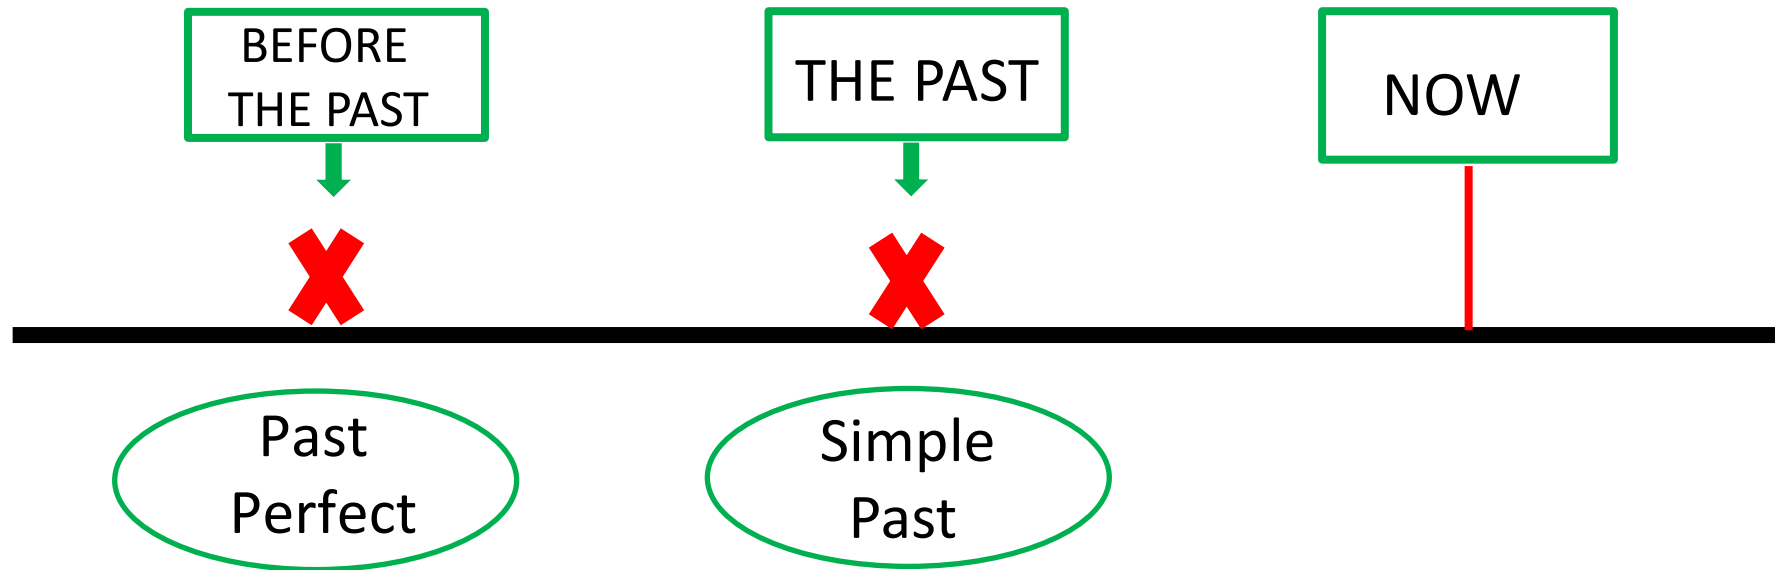 BEFORE
THE PAST
THE PAST
NOW
Past
Perfect
Simple
Past